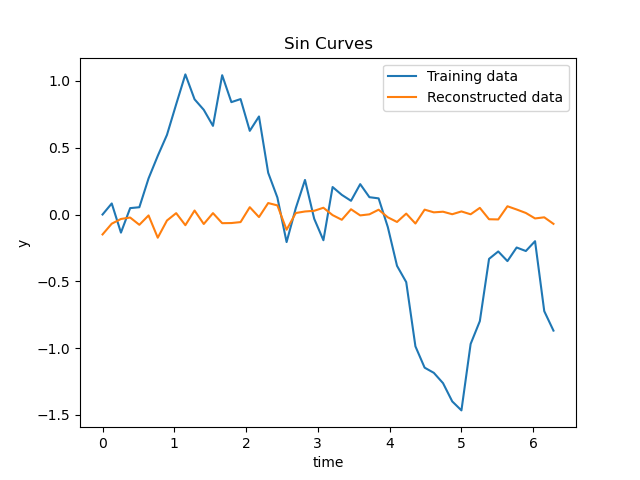 Sin Curves
Training data
Reconstructed data
1.0
0.5
0.0
−0.5
−1.0
−1.5
y
0 1 2 3 4 5 6
time